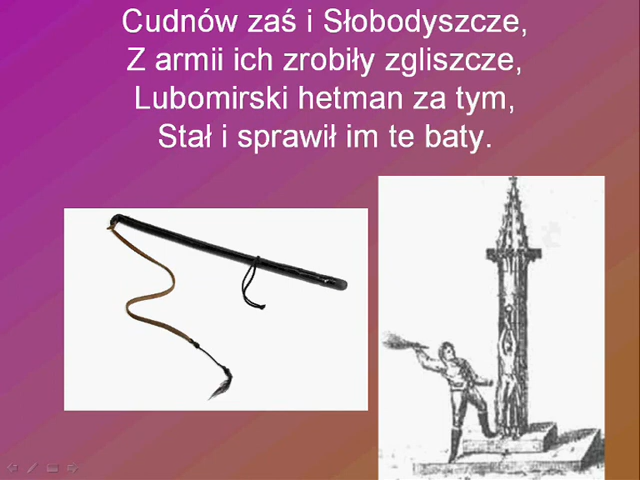 Cudnów zaś i Słobodyszcze,
Z armii ich zrobiły zgliszcze,
Lubomirski hetman za tym,
Stał i sprawił im te baty.